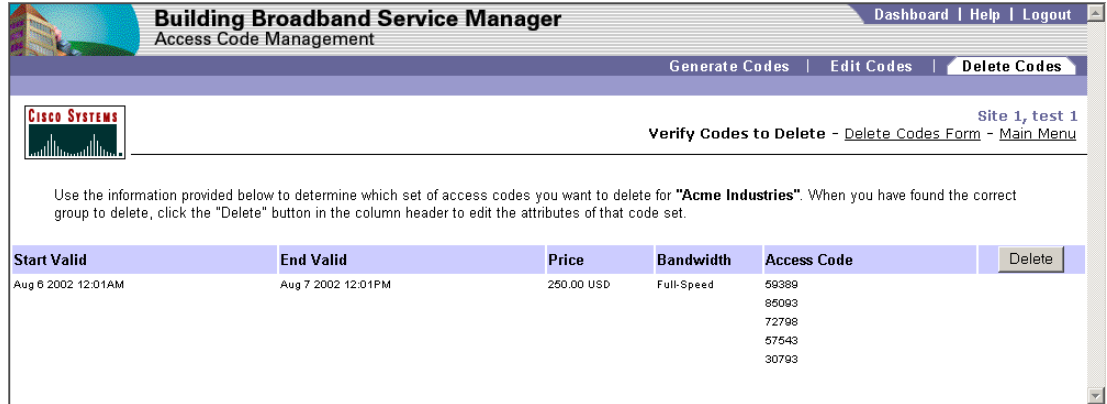 Building Broadband Service Manager
Dashboard | Help | Logout
Access Code Management
Generate Codes | Edit Codes | Delete Codes
CISCO SYSTEMS
Site 1, test 1
Verify Codes to Delete - Delete Codes Form - Main Menu
Use the information provided below to determine which set of access codes you want to delete for "Acme Industries". When you have found the correct
group to delete, click the "Delete" button in the column header to edit the attributes of that code set.
Start Valid End Valid Price Bandwidth Access Code Delete
Aug 6 2002 12:01AM Aug 7 2002 12:01PM 250.00 USD Full-Speed 59389
85093
72798
57543
30793